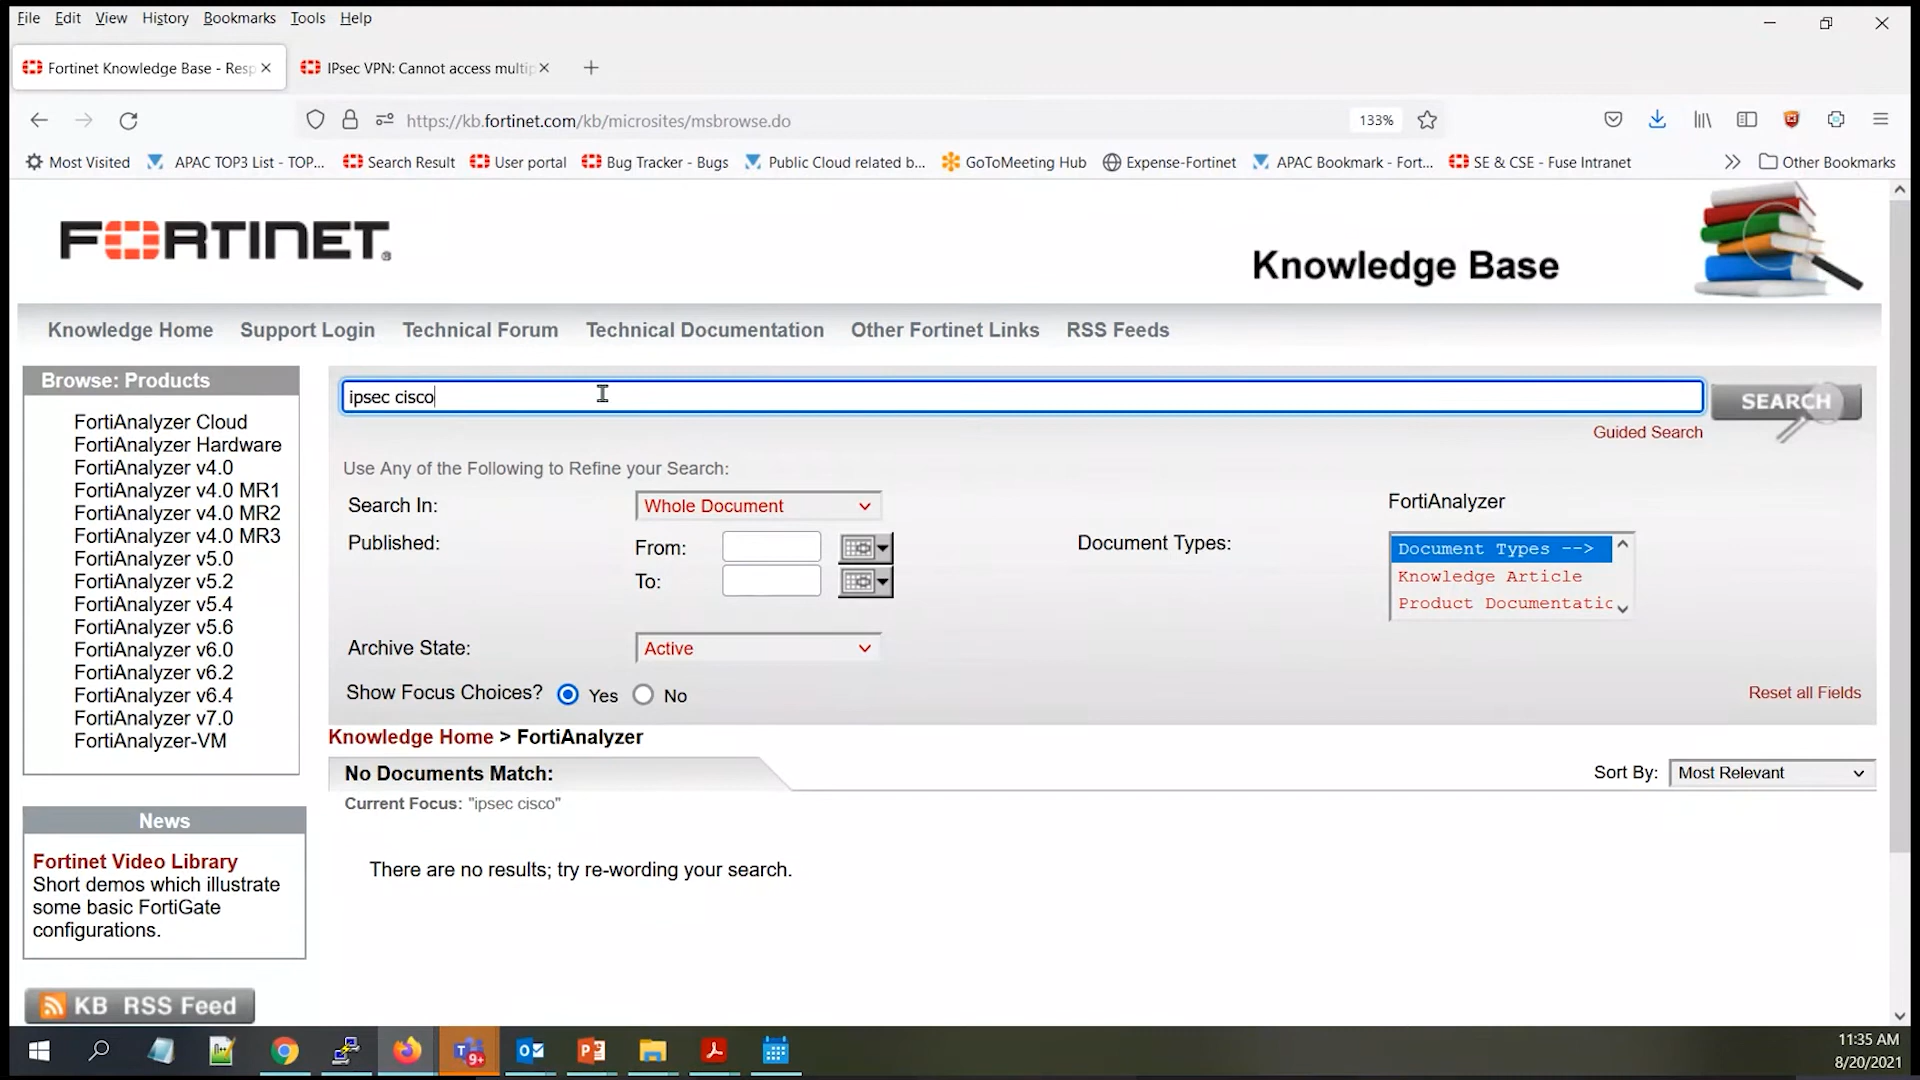 File Edit View History Bookmarks Tools Help
Fortinet Knowledge Base - Resp
IPsec VPN: Cannot access multip
https://kb.fortinet.com/kb/microsites/msbrowse.do
133%
Most Visited
APAC TOP3 List - TOP...
Search Result
User portal
Bug Tracker - Bugs
Public Cloud related b...
GoToMeeting Hub
Expense-Fortinet
APAC Bookmark - Fort...
SE & CSE - Fuse Intranet
Other Bookmarks
FORTINET
Knowledge Base
Knowledge Home Support Login Technical Forum Technical Documentation Other Fortinet Links RSS Feeds
Browse: Products
FortiAnalyzer Cloud
FortiAnalyzer Hardware
FortiAnalyzer v4.0
FortiAnalyzer v4.0 MR1
FortiAnalyzer v4.0 MR2
FortiAnalyzer v4.0 MR3
FortiAnalyzer v5.0
FortiAnalyzer v5.2
FortiAnalyzer v5.4
FortiAnalyzer v5.6
FortiAnalyzer v6.0
FortiAnalyzer v6.2
FortiAnalyzer v6.4
FortiAnalyzer v7.0
FortiAnalyzer-VM
News
Fortinet Video Library
Short demos which illustrate
some basic FortiGate
configurations.
KB RSS Feed
ipsec cisco
SEARCH
Guided Search
Use Any of the Following to Refine your Search:
Search In:
Whole Document
Published:
From:
To:
Document Types:
FortiAnalyzer
Document Types -->
Knowledge Article
Product Documentatio
Archive State:
Active
Show Focus Choices? Yes No
Reset all Fields
Knowledge Home > FortiAnalyzer
No Documents Match:
Sort By: Most Relevant
Current Focus: "ipsec cisco"
There are no results; try re-wording your search.
9+
11:35 AM
8/20/2021